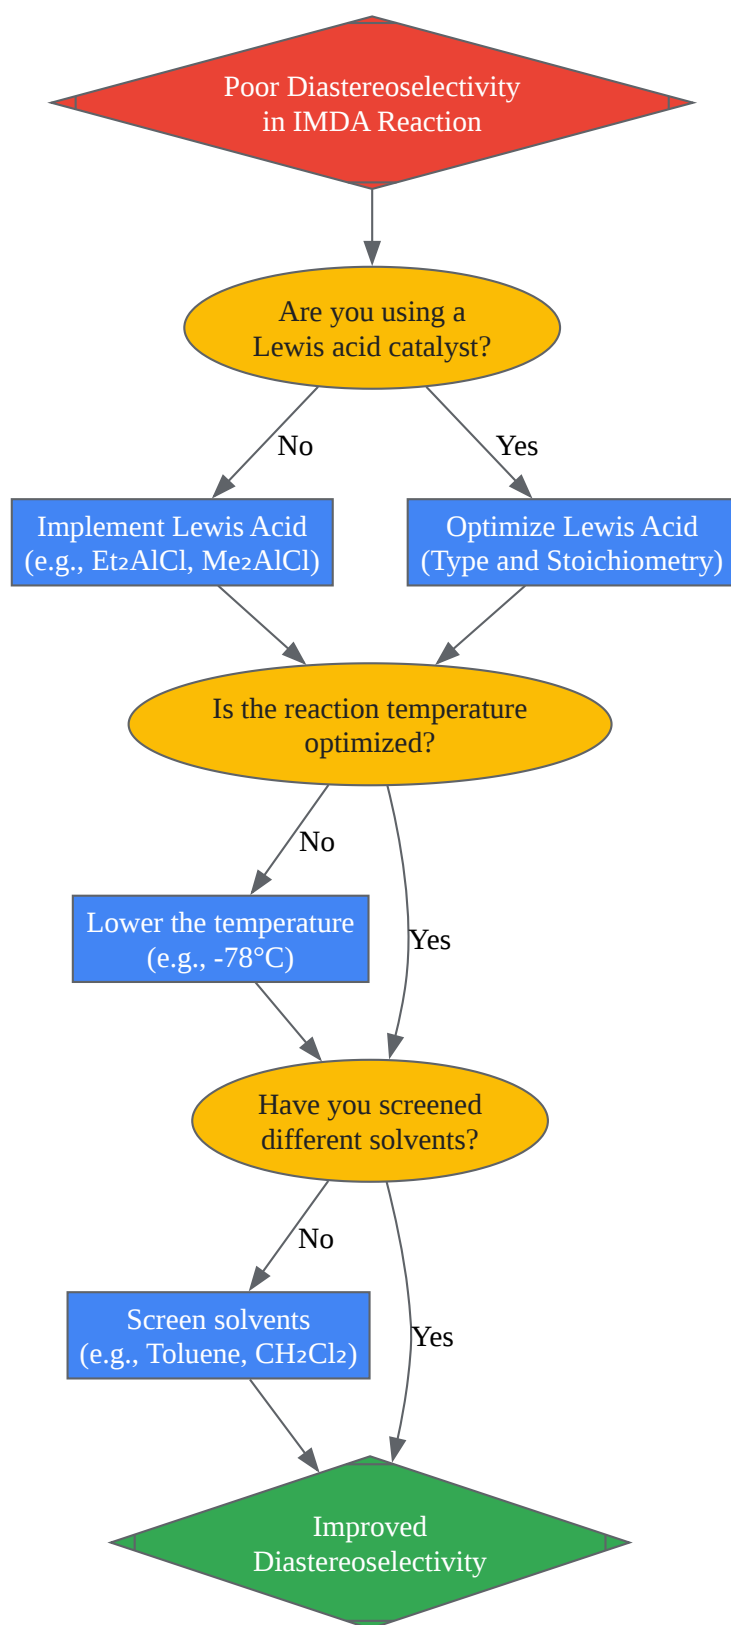 Poor Diastereoselectivity
in IMDA Reaction
Are you using a
Lewis acid catalyst?
No
Yes
Implement Lewis Acid
(e.g., Et₂AlCl, Me₂AlCl)
Optimize Lewis Acid
(Type and Stoichiometry)
Is the reaction temperature
optimized?
No
Lower the temperature
(e.g., -78°C)
Yes
Have you screened
different solvents?
No
Screen solvents
(e.g., Toluene, CH₂Cl₂)
Yes
Improved
Diastereoselectivity